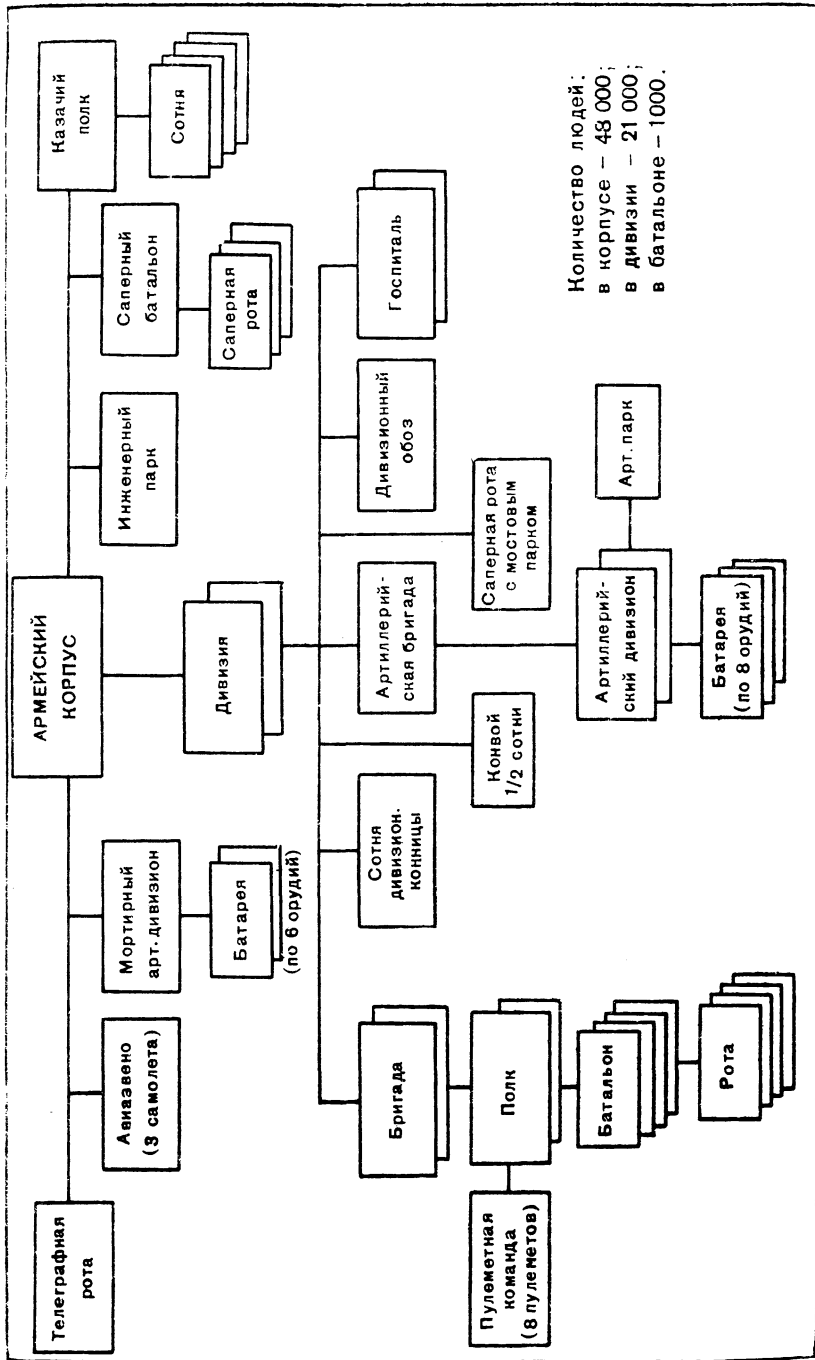 АРМЕЙСКИЙ
КОРПУС
Телеграфная
рота
Авиазвено
(3 самолета)
Мортирный
арт. дивизион
Батарея
(по 6 орудий)
Дивизия
Инженерный
парк
Саперный
батальон
Саперная
рота
Казачий
полк
Сотня
Бригада
Полк
Пулеметная
команда
(8 пулеметов)
Батальон
Рота
Сотня
дивизион.
конницы
Конвой
1/2 сотни
Артиллерий-
ская бригада
Артиллерий-
ский дивизион
Арт. парк
Батарея
(по 8 орудий)
Саперная рота
с мостовым
парком
Дивизионный
обоз
Госпиталь
Количество людей:
в корпусе – 48 000;
в дивизии – 21 000;
в батальоне – 1000.